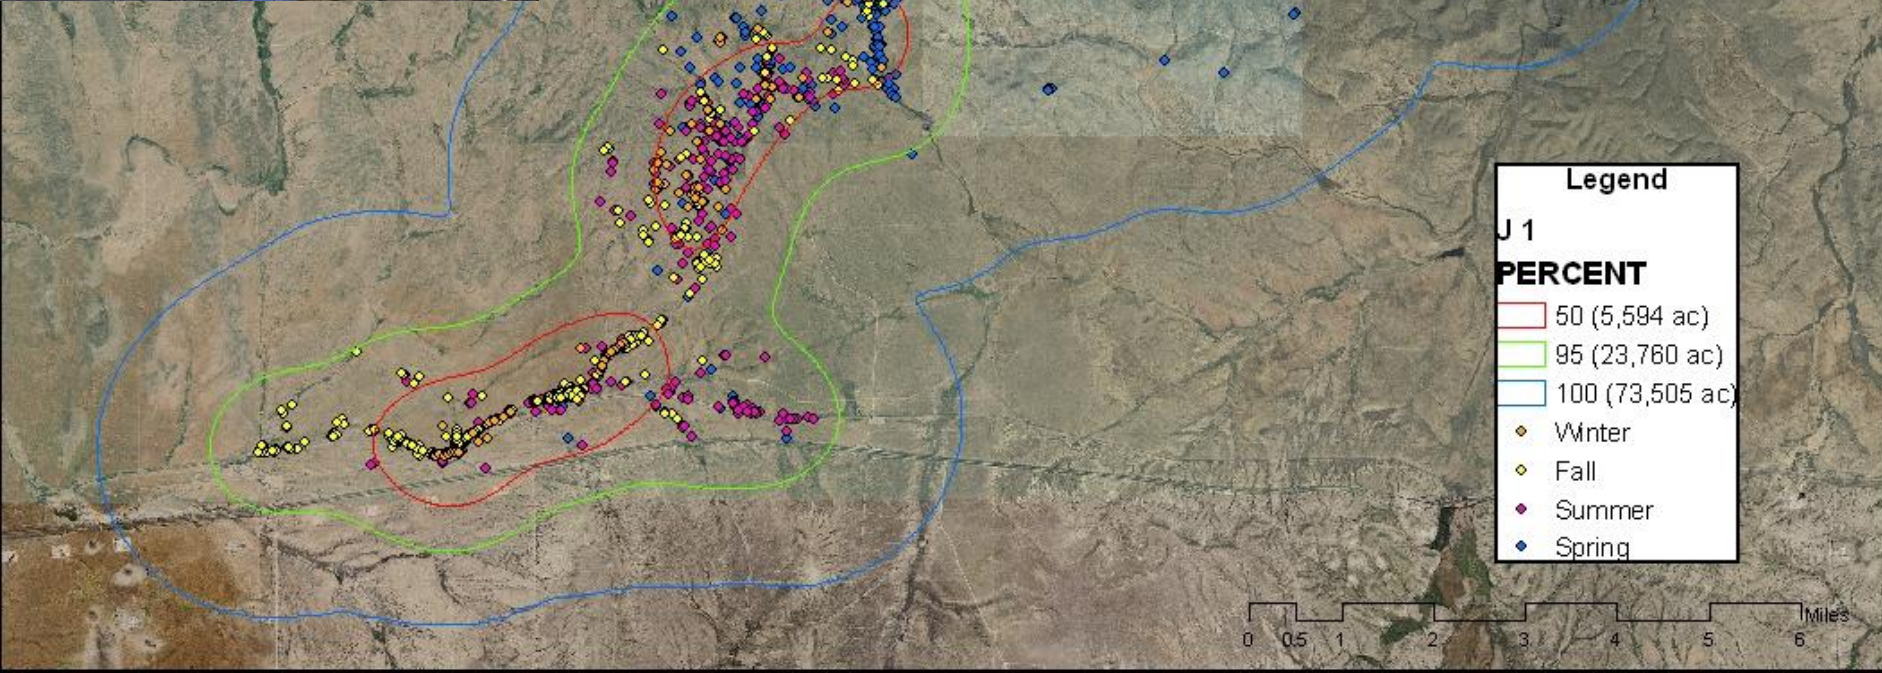 Legend
J 1
PERCENT
50 (5,594 ac)
95 (23,760 ac)
100 (73,505 ac)
Winter
Fall
Summer
Spring
Miles
0 0.5 1 2 3 4 5 6